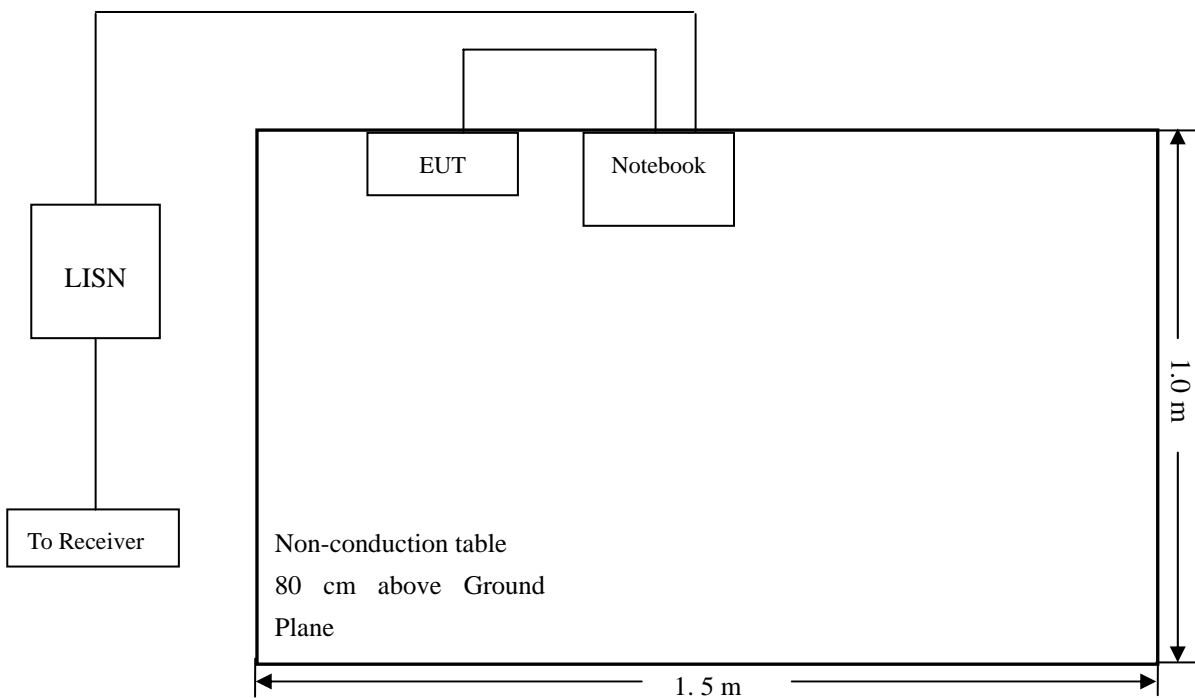 EUT
Notebook
LISN
1.0 m
To Receiver
Non-conduction table
80 cm above Ground
Plane
1. 5 m